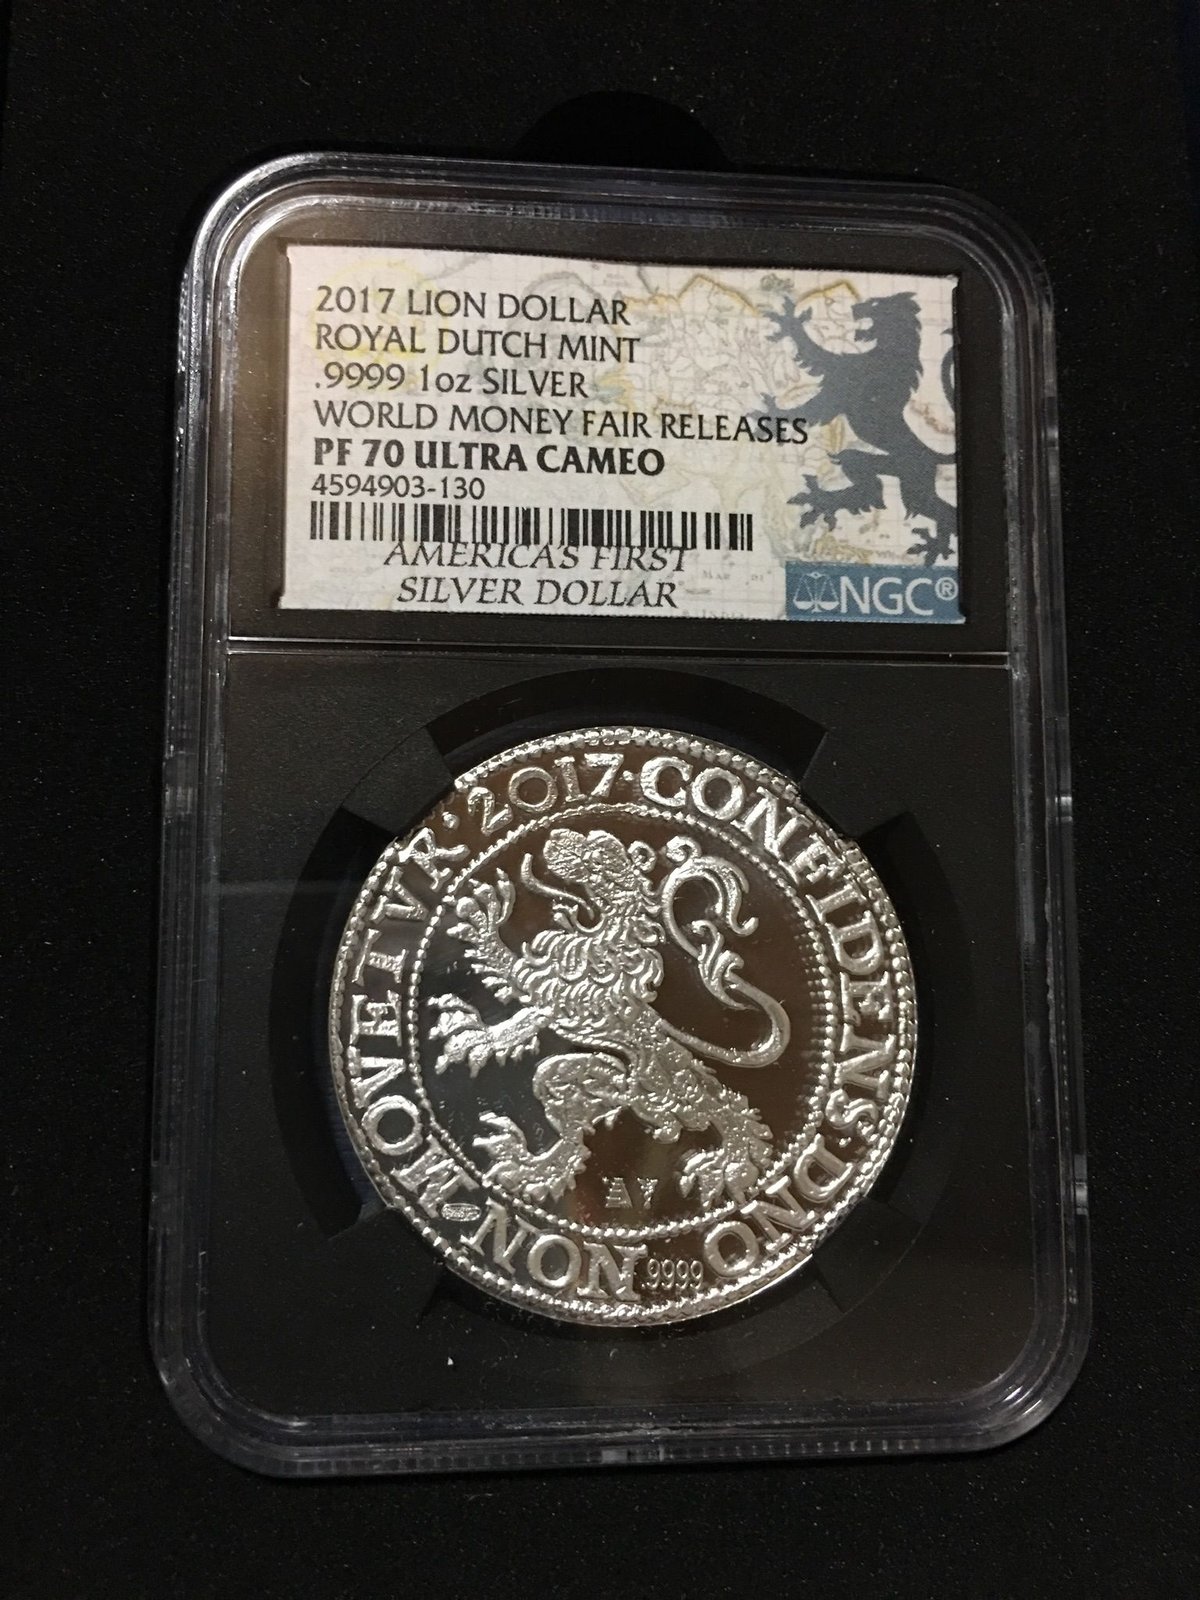 2017 LION DOLLAR
ROYAL DUTCH MINT
.9999 1oz SILVER
WORLD MONEY FAIR RELEASES
PF 70 ULTRA CAMEO
4594903-130
AMERICA'S FIRST
SILVER DOLLAR
NGC®
2017·CONFIDENS·DNO NON MOVETVR·
.9999